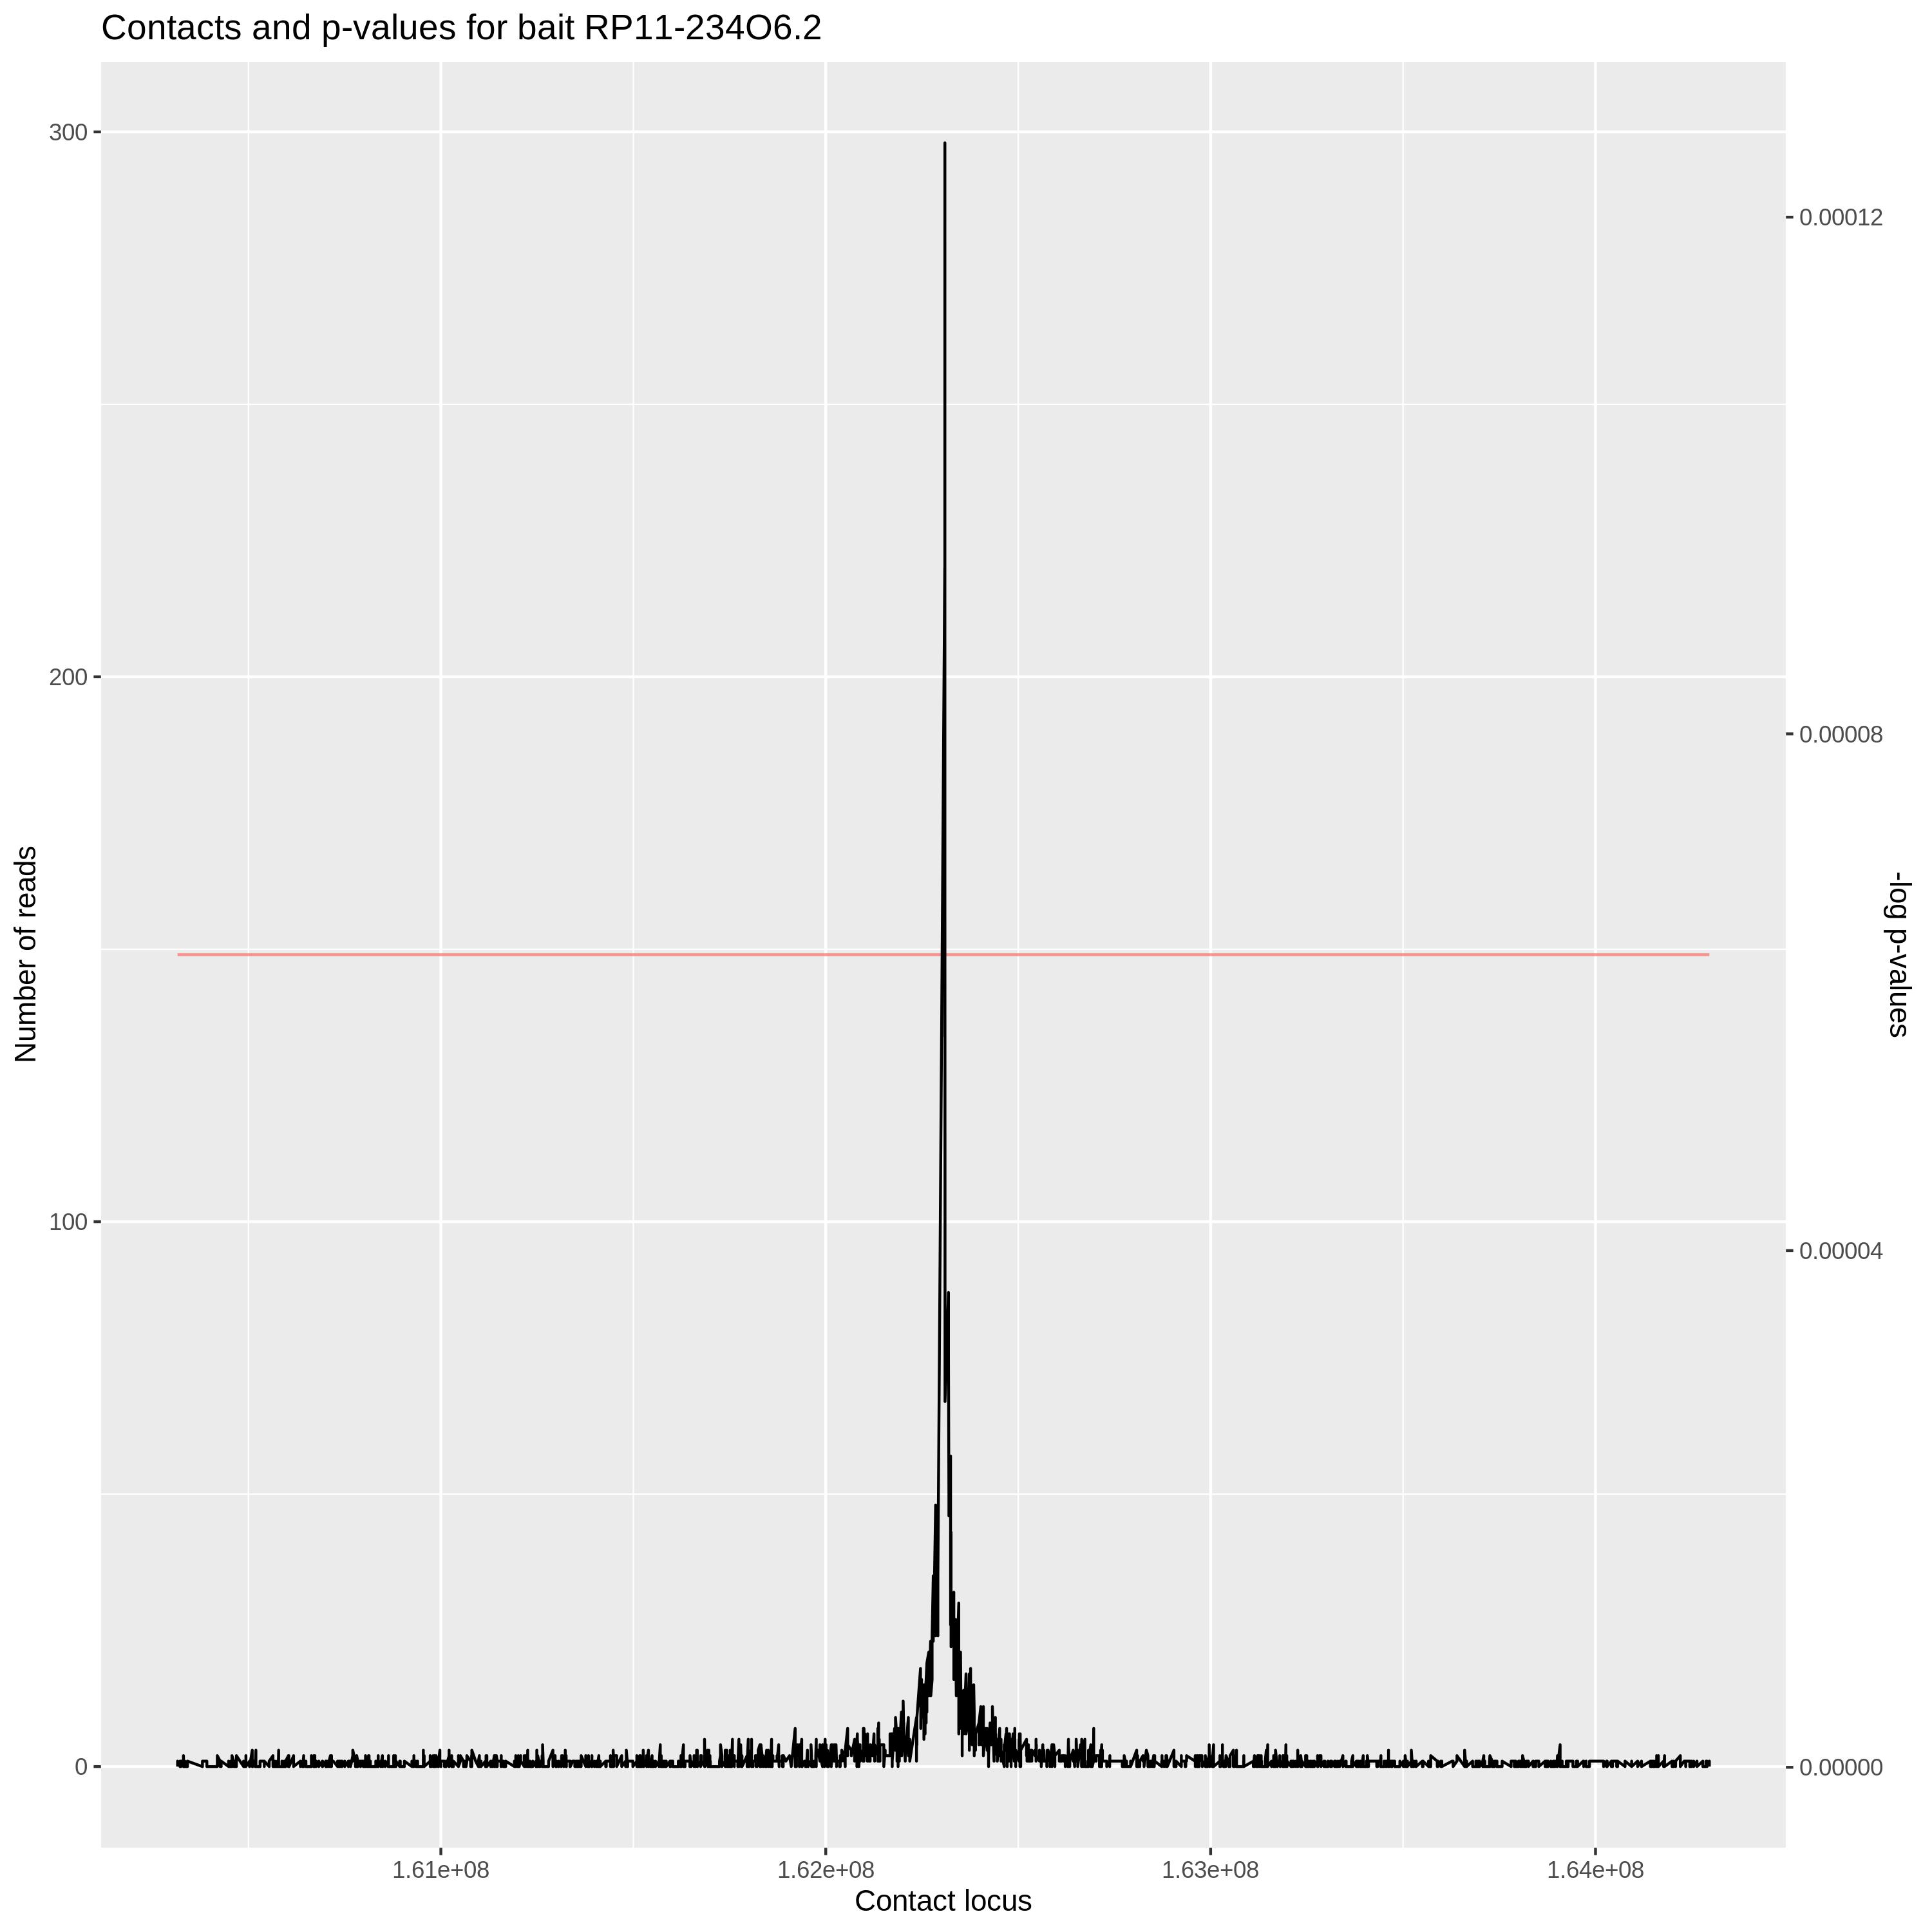 Contacts and p-values for bait RP11-234O6.2
300
200
100
0
Number of reads
0.00012
0.00008
0.00004
0.00000
-log p-values
1.61e+08
1.62e+08
1.63e+08
1.64e+08
Contact locus